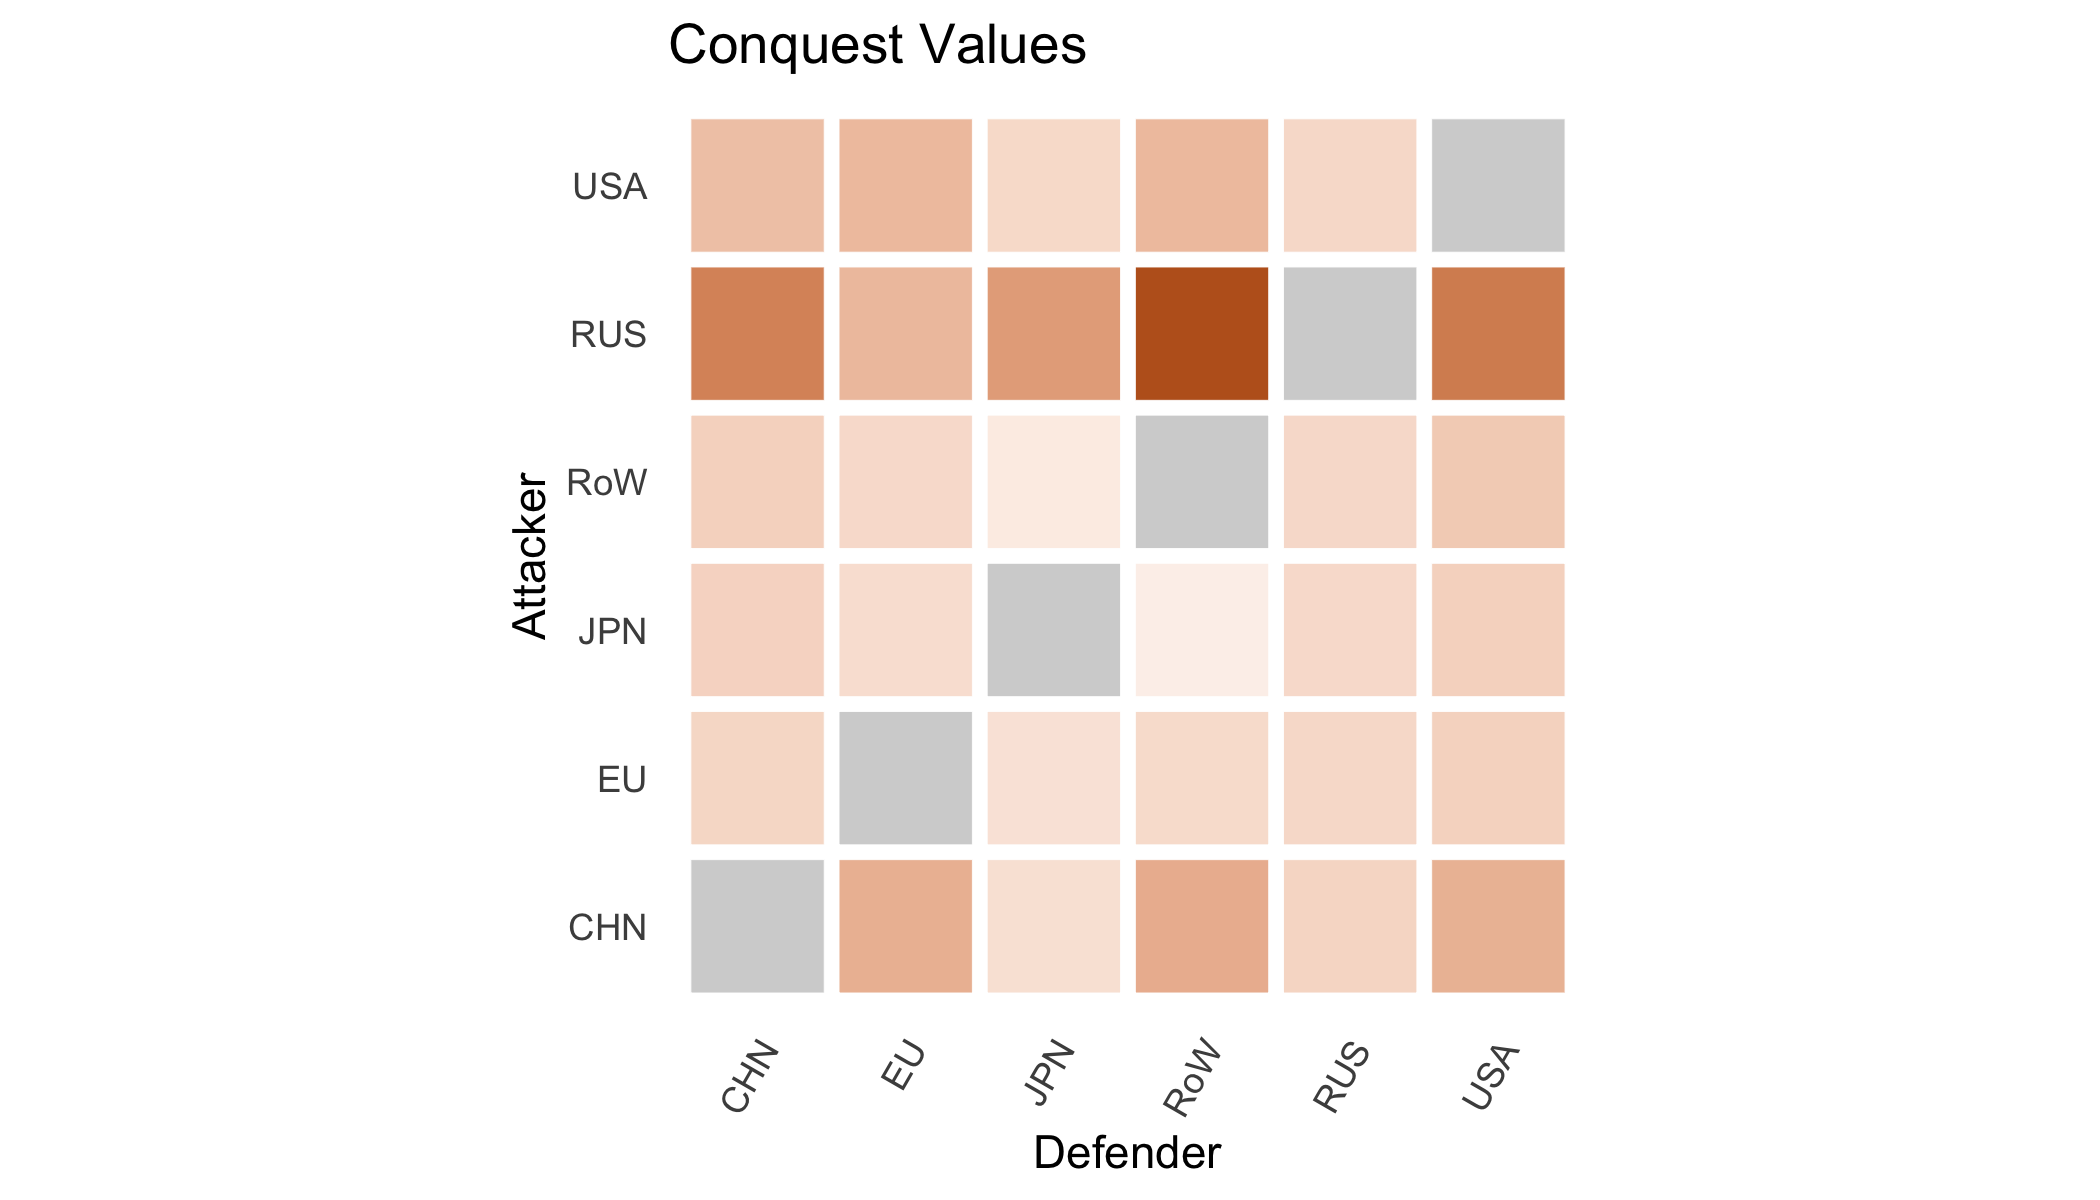 Conquest Values
USA
RUS
RoW
JPN
EU
CHN
Attacker
CHN
EU
JPN
RoW
RUS
USA
Defender